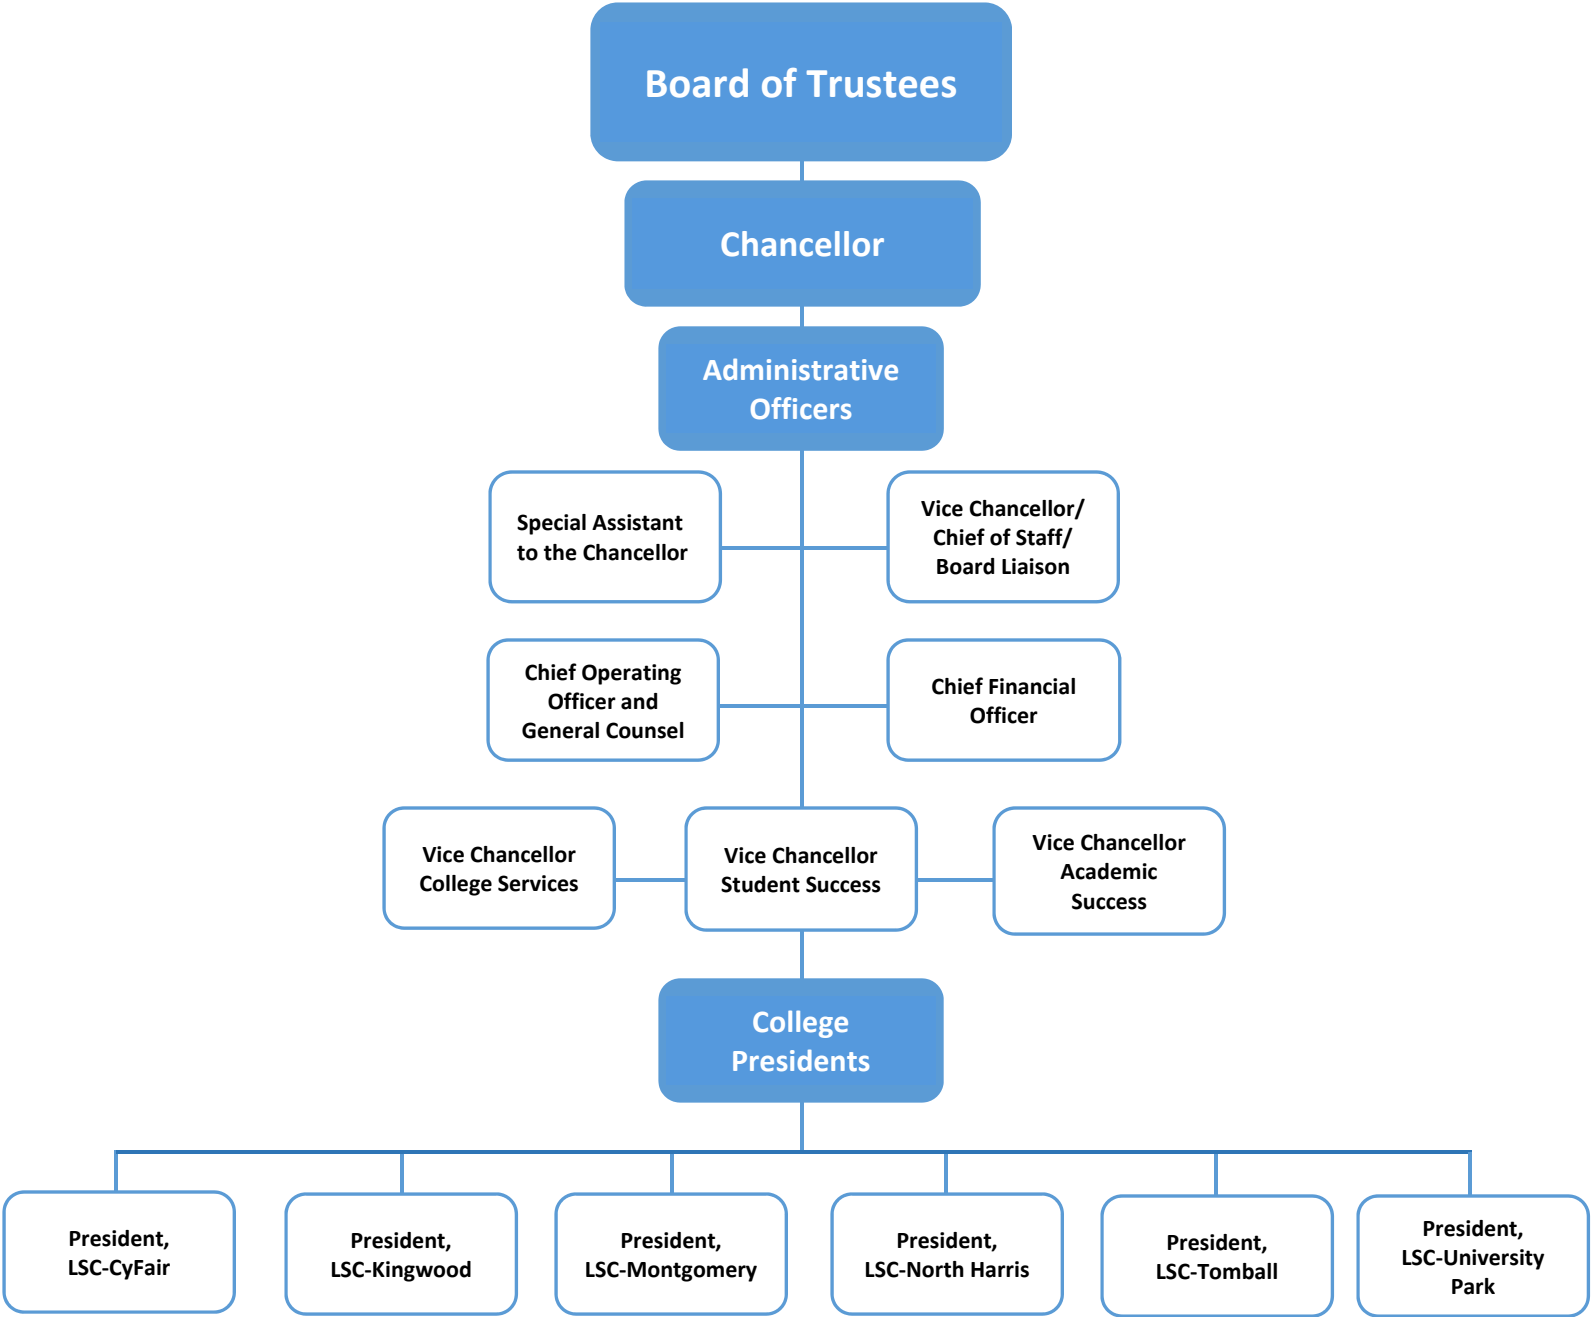 Board of Trustees
Chancellor
Administrative
Officers
Special Assistant
to the Chancellor
Vice Chancellor/
Chief of Staff/
Board Liaison
Chief Operating
Officer and
General Counsel
Chief Financial
Officer
Vice Chancellor
College Services
Vice Chancellor
Student Success
Vice Chancellor
Academic
Success
College
Presidents
President,
LSC-CyFair
President,
LSC-Kingwood
President,
LSC-Montgomery
President,
LSC-North Harris
President,
LSC-Tomball
President,
LSC-University
Park